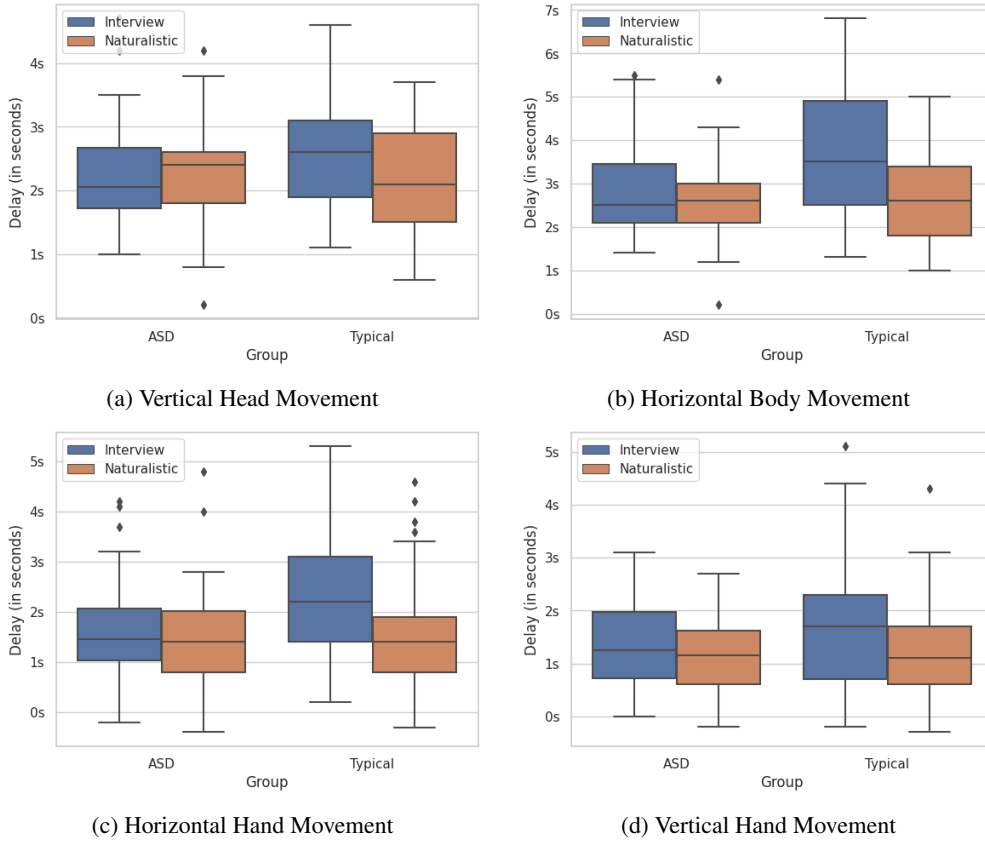 Interview
Naturalistic
4s
3s
2s
1s
0s
Delay (in seconds)
ASD
Typical
Group
(a) Vertical Head Movement
Interview
Naturalistic
7s
6s
5s
4s
3s
2s
1s
0s
Delay (in seconds)
ASD
Typical
Group
(b) Horizontal Body Movement
Interview
Naturalistic
5s
4s
3s
2s
1s
0s
Delay (in seconds)
ASD
Typical
Group
(c) Horizontal Hand Movement
Interview
Naturalistic
5s
4s
3s
2s
1s
0s
Delay (in seconds)
ASD
Typical
Group
(d) Vertical Hand Movement